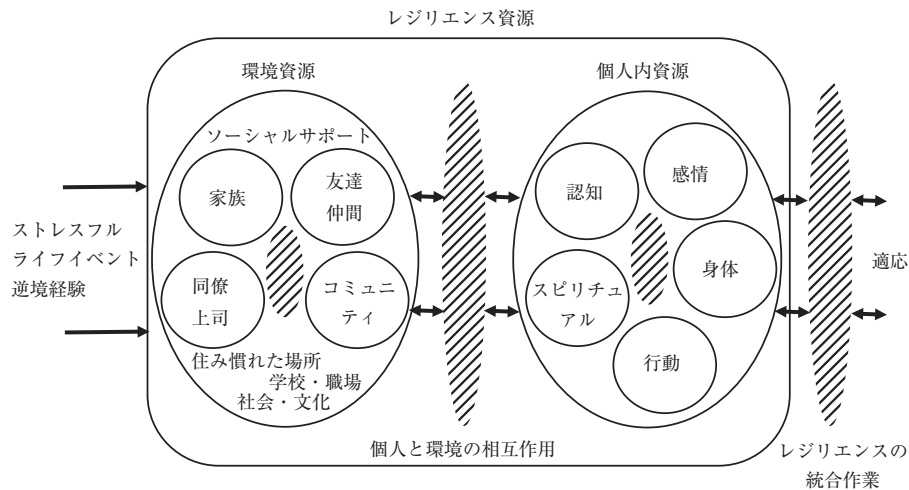 レジリエンス資源
環境資源
個人内資源
ソーシャルサポート
家族
友達
仲間
同僚
上司
コミュニ
ティ
住み慣れた場所
学校・職場
社会・文化
認知
感情
身体
スピリチュ
アル
行動
ストレスフル
ライフイベント
逆境経験
適応
個人と環境の相互作用
レジリエンスの
統合作業